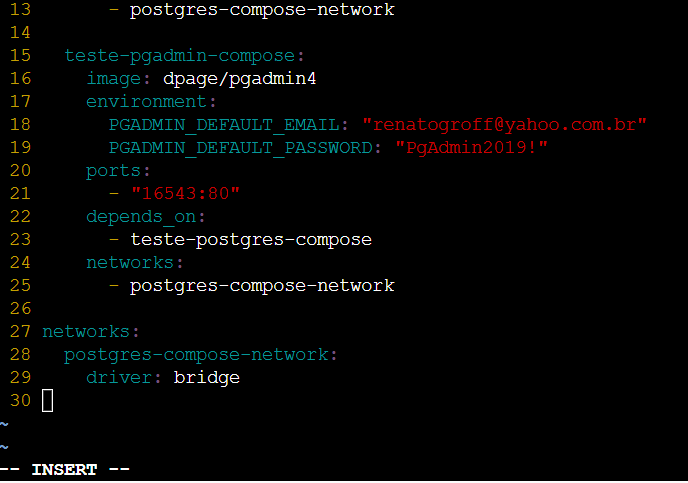 13       - postgres-compose-network
14
15   teste-pgadmin-compose:
16     image: dpage/pgadmin4
17     environment:
18       PGADMIN_DEFAULT_EMAIL: "renatogroff@yahoo.com.br"
19       PGADMIN_DEFAULT_PASSWORD: "PgAdmin2019!"
20     ports:
21       - "16543:80"
22     depends_on:
23       - teste-postgres-compose
24     networks:
25       - postgres-compose-network
26
27 networks:
28   postgres-compose-network:
29     driver: bridge
30
~
~
-- INSERT --